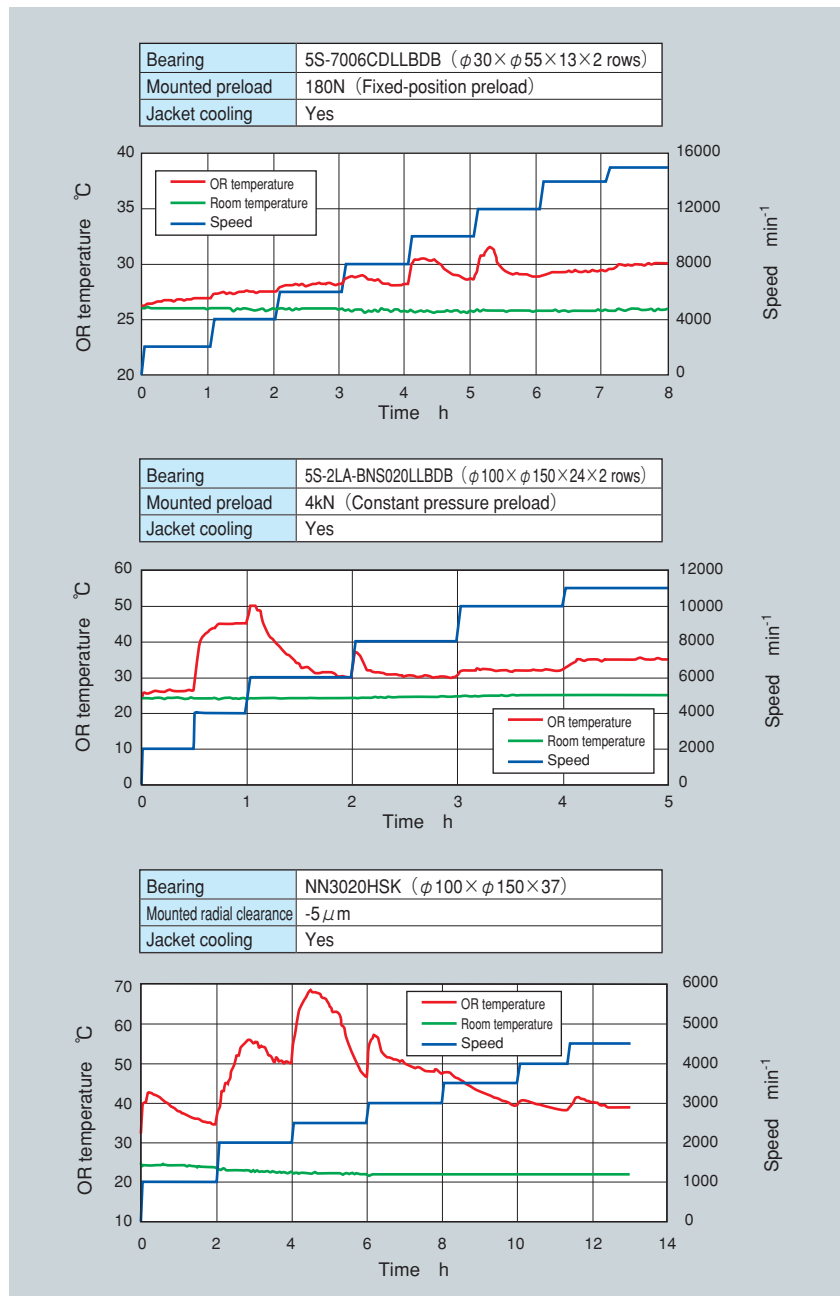 Bearing 5S-7006CDLLBDB（φ30×φ55×13×2 rows）
Mounted preload 180N（Fixed-position preload）
Jacket cooling Yes
40 16000
OR temperature
Room temperature
Speed
35 12000
30 8000
25 4000
20 0
OR temperature ℃
Speed min-1
0 1 2 3 4 5 6 7 8
Time h
Bearing 5S-2LA-BNS020LLBDB（φ100×φ150×24×2 rows）
Mounted preload 4kN（Constant pressure preload）
Jacket cooling Yes
60 12000
50 10000
40 8000
30 6000
20 4000
10 2000
0 0
OR temperature ℃
Speed min-1
OR temperature
Room temperature
Speed
0 1 2 3 4 5
Time h
Bearing NN3020HSK（φ100×φ150×37）
Mounted radial clearance -5μm
Jacket cooling Yes
70 6000
OR temperature
Room temperature
Speed
60 5000
50 4000
40 3000
30 2000
20 1000
10 0
OR temperature ℃
Speed min-1
0 2 4 6 8 10 12 14
Time h